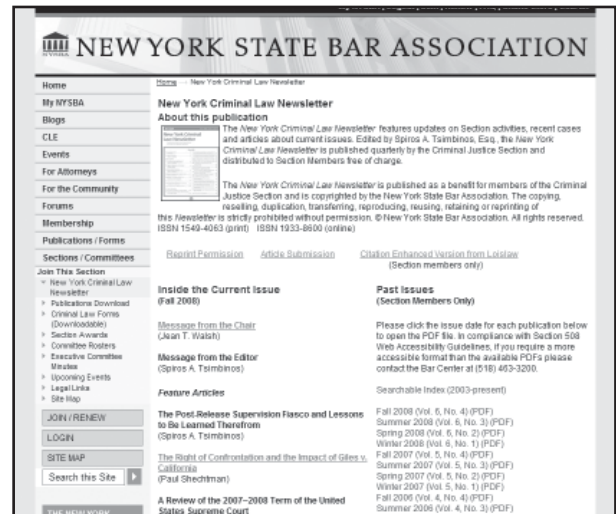 NYSBA
NEW YORK STATE BAR ASSOCIATION
Home
My NYSBA
Blogs
CLE
Events
For Attorneys
For the Community
Forums
Membership
Publications / Forms
Sections / Committees
Join This Section
New York Criminal Law
Newsletter
Publications Download
Criminal Law Forms
(Downloadable)
Section Awards
Committee Rosters
Executive Committee
Minutes
Upcoming Events
Legal Links
Site Map
JOIN / RENEW
LOGIN
SITE MAP
Search this Site
THE NEW YORK
Home New York Criminal Law Newsletter
New York Criminal Law Newsletter
About this publication
The New York Criminal Law Newsletter features updates on Section activities, recent cases
and articles about current issues. Edited by Spiros A. Tsimbinos, Esq., the New York
Criminal Law Newsletter is published quarterly by the Criminal Justice Section and
distributed to Section Members free of charge.
The New York Criminal Law Newsletter is published as a benefit for members of the Criminal
Justice Section and is copyrighted by the New York State Bar Association. The copying,
reselling, duplication, transferring, reproducing, reusing, retaining or reprinting of
this Newsletter is strictly prohibited without permission. © New York State Bar Association. All rights reserved.
ISSN 1549-4063 (print) ISSN 1933-8600 (online)
Reprint Permission Article Submission Citation Enhanced Version from Loislaw
(Section members only)
Inside the Current Issue
(Fall 2008)
Message from the Chair
(Jean T. Walsh)
Message from the Editor
(Spiros A. Tsimbinos)
Feature Articles
The Post-Release Supervision Fiasco and Lessons
to Be Learned Therefrom
(Spiros A. Tsimbinos)
The Right of Confrontation and the Impact of Giles v.
California
(Paul Shechtman)
A Review of the 2007–2008 Term of the United
States Supreme Court
Past Issues
(Section Members Only)
Please click the issue date for each publication below
to open the PDF file. In compliance with Section 508
Web Accessibility Guidelines, if you require a more
accessible format than the available PDFs please
contact the Bar Center at (518) 463-3200.
Searchable Index (2003-present)
Fall 2008 (Vol. 6, No. 4) (PDF)
Summer 2008 (Vol. 6, No. 3) (PDF)
Spring 2008 (Vol. 6, No. 2) (PDF)
Winter 2008 (Vol. 6, No. 1) (PDF)
Fall 2007 (Vol. 5, No. 4) (PDF)
Summer 2007 (Vol. 5, No. 3) (PDF)
Spring 2007 (Vol. 5, No. 2) (PDF)
Winter 2007 (Vol. 5, No. 1) (PDF)
Fall 2006 (Vol. 4, No. 4) (PDF)
Summer 2006 (Vol. 4, No. 3) (PDF)